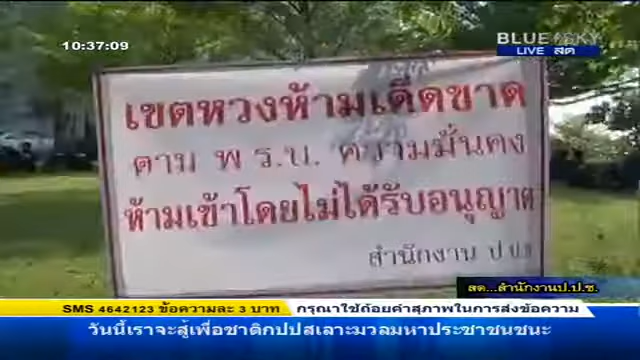 10:37:09
BLUE SKY
LIVE สด
เขตหวงห้ามเด็ดขาด
ตาม พ.ร.บ. ความมั่นคง
ห้ามเข้าโดยไม่ได้รับอนุญาต
สำนักงาน ป.ป.ช
สด...สำนักงานป.ป.ช.
SMS 4642123 ข้อความละ 3 บาท
กรุณาใช้ถ้อยคำสุภาพในการส่งข้อความ
วันนี้เราจะสู้เพื่อชาติกปปสเลาะมวลมหาประชาชนชนะ